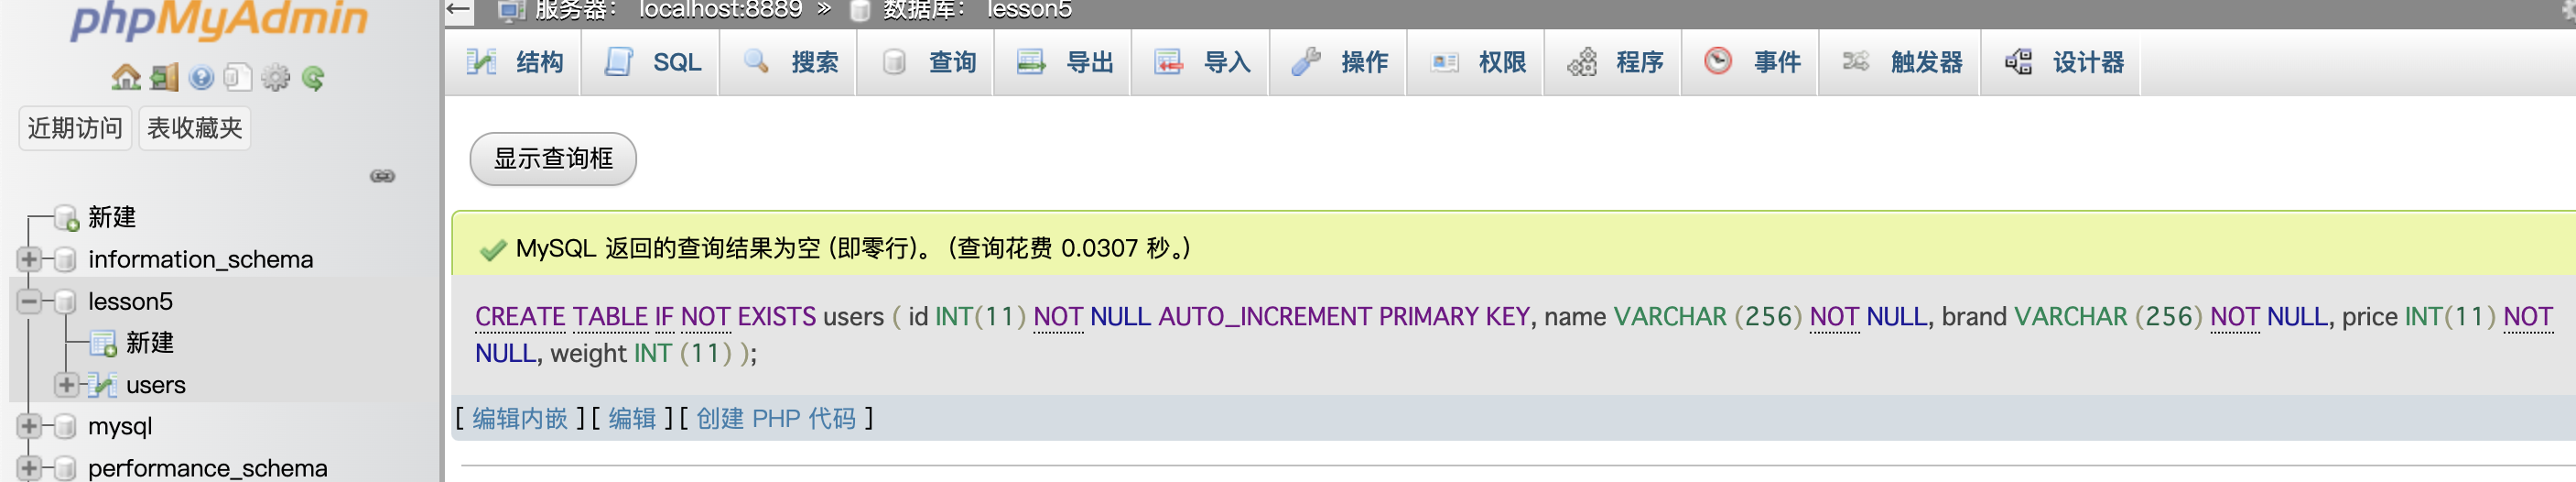 phpMyAdmin
近期访问 表收藏夹
新建
information_schema
lesson5
新建
users
mysql
performance_schema
服务器： localhost:8889 » 数据库： lesson5
结构 SQL 搜索 查询 导出 导入 操作 权限 程序 事件 触发器 设计器
显示查询框
MySQL 返回的查询结果为空 (即零行)。 (查询花费 0.0307 秒。)
CREATE TABLE IF NOT EXISTS users ( id INT(11) NOT NULL AUTO_INCREMENT PRIMARY KEY, name VARCHAR (256) NOT NULL, brand VARCHAR (256) NOT NULL, price INT(11) NOT
NULL, weight INT (11) );
[ 编辑内嵌 ] [ 编辑 ] [ 创建 PHP 代码 ]